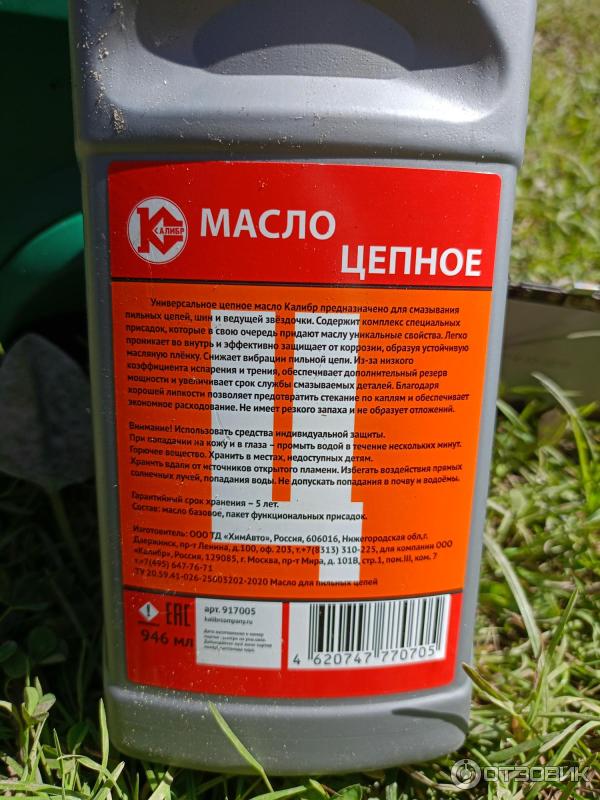 КАЛИБР
МАСЛО
ЦЕПНОЕ
Универсальное цепное масло Калибр предназначено для смазывания
пильных цепей, шин и ведущей звёздочки. Содержит комплекс специальных
присадок, которые в свою очередь придают маслу уникальные свойства. Легко
проникает во внутрь и эффективно защищает от коррозии, образуя устойчивую
масляную плёнку. Снижает вибрации пильной цепи. Из-за низкого
коэффициента испарения и трения, обеспечивает дополнительный резерв
мощности и увеличивает срок службы смазываемых деталей. Благодаря
хорошей липкости позволяет предотвратить стекание по каплям и обеспечивает
экономное расходование. Не имеет резкого запаха и не образует отложений.
Внимание! Использовать средства индивидуальной защиты.
При попадании на кожу и в глаза – промыть водой в течение нескольких минут.
Горючее вещество. Хранить в местах, недоступных детям.
Хранить вдали от источников открытого пламени. Избегать воздействия прямых
солнечных лучей, попадания воды. Не допускать попадания в почву и водоёмы.
Гарантийный срок хранения – 5 лет.
Состав: масло базовое, пакет функциональных присадок.
Изготовитель: ООО ТД «ХимАвто», Россия, 606016, Нижегородская обл,г.
Дзержинск, пр-т Ленина, д.100, оф. 203, т.+7(8313) 310-225, для компании ООО
«Калибр», Россия, 129085, г. Москва, пр-т Мира, д. 101В, стр.1, пом.III, ком. 7
т.+7(495) 647-76-71
ТУ 20.59.41-026-25003202-2020 Масло для пильных цепей
EAC
946 мл
арт. 917005
kalibrcompany.ru
4 620747 770705
ОТЗОВИК